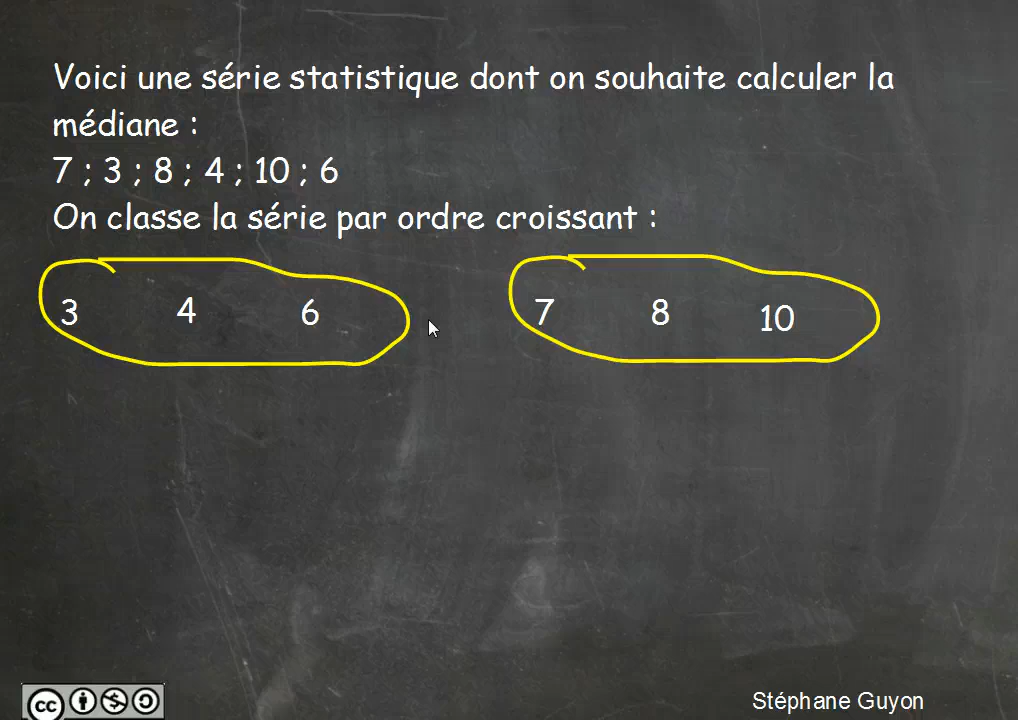 Voici une série statistique dont on souhaite calculer la
médiane :
7 ; 3 ; 8 ; 4 ; 10 ; 6
On classe la série par ordre croissant :
3 4 6 7 8 10
cc
Stéphane Guyon